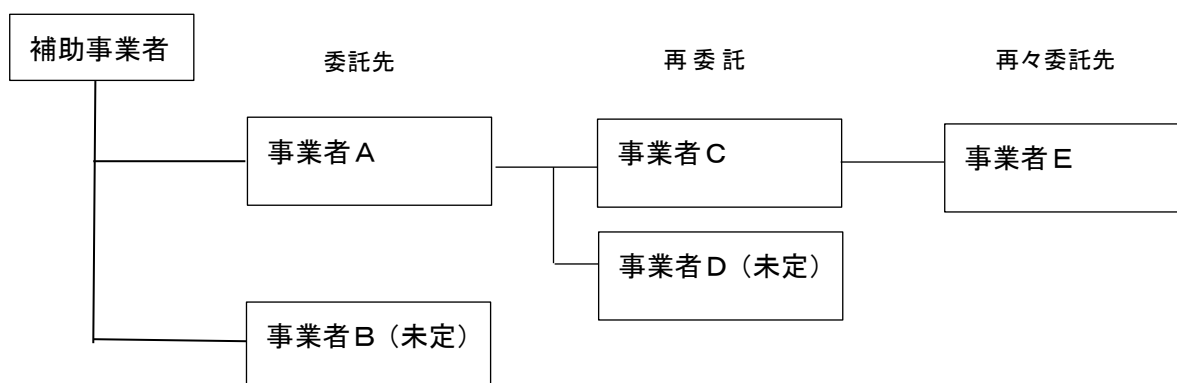 補助事業者
委託先
再委託
再々委託先
事業者A
事業者C
事業者E
事業者D（未定）
事業者B（未定）